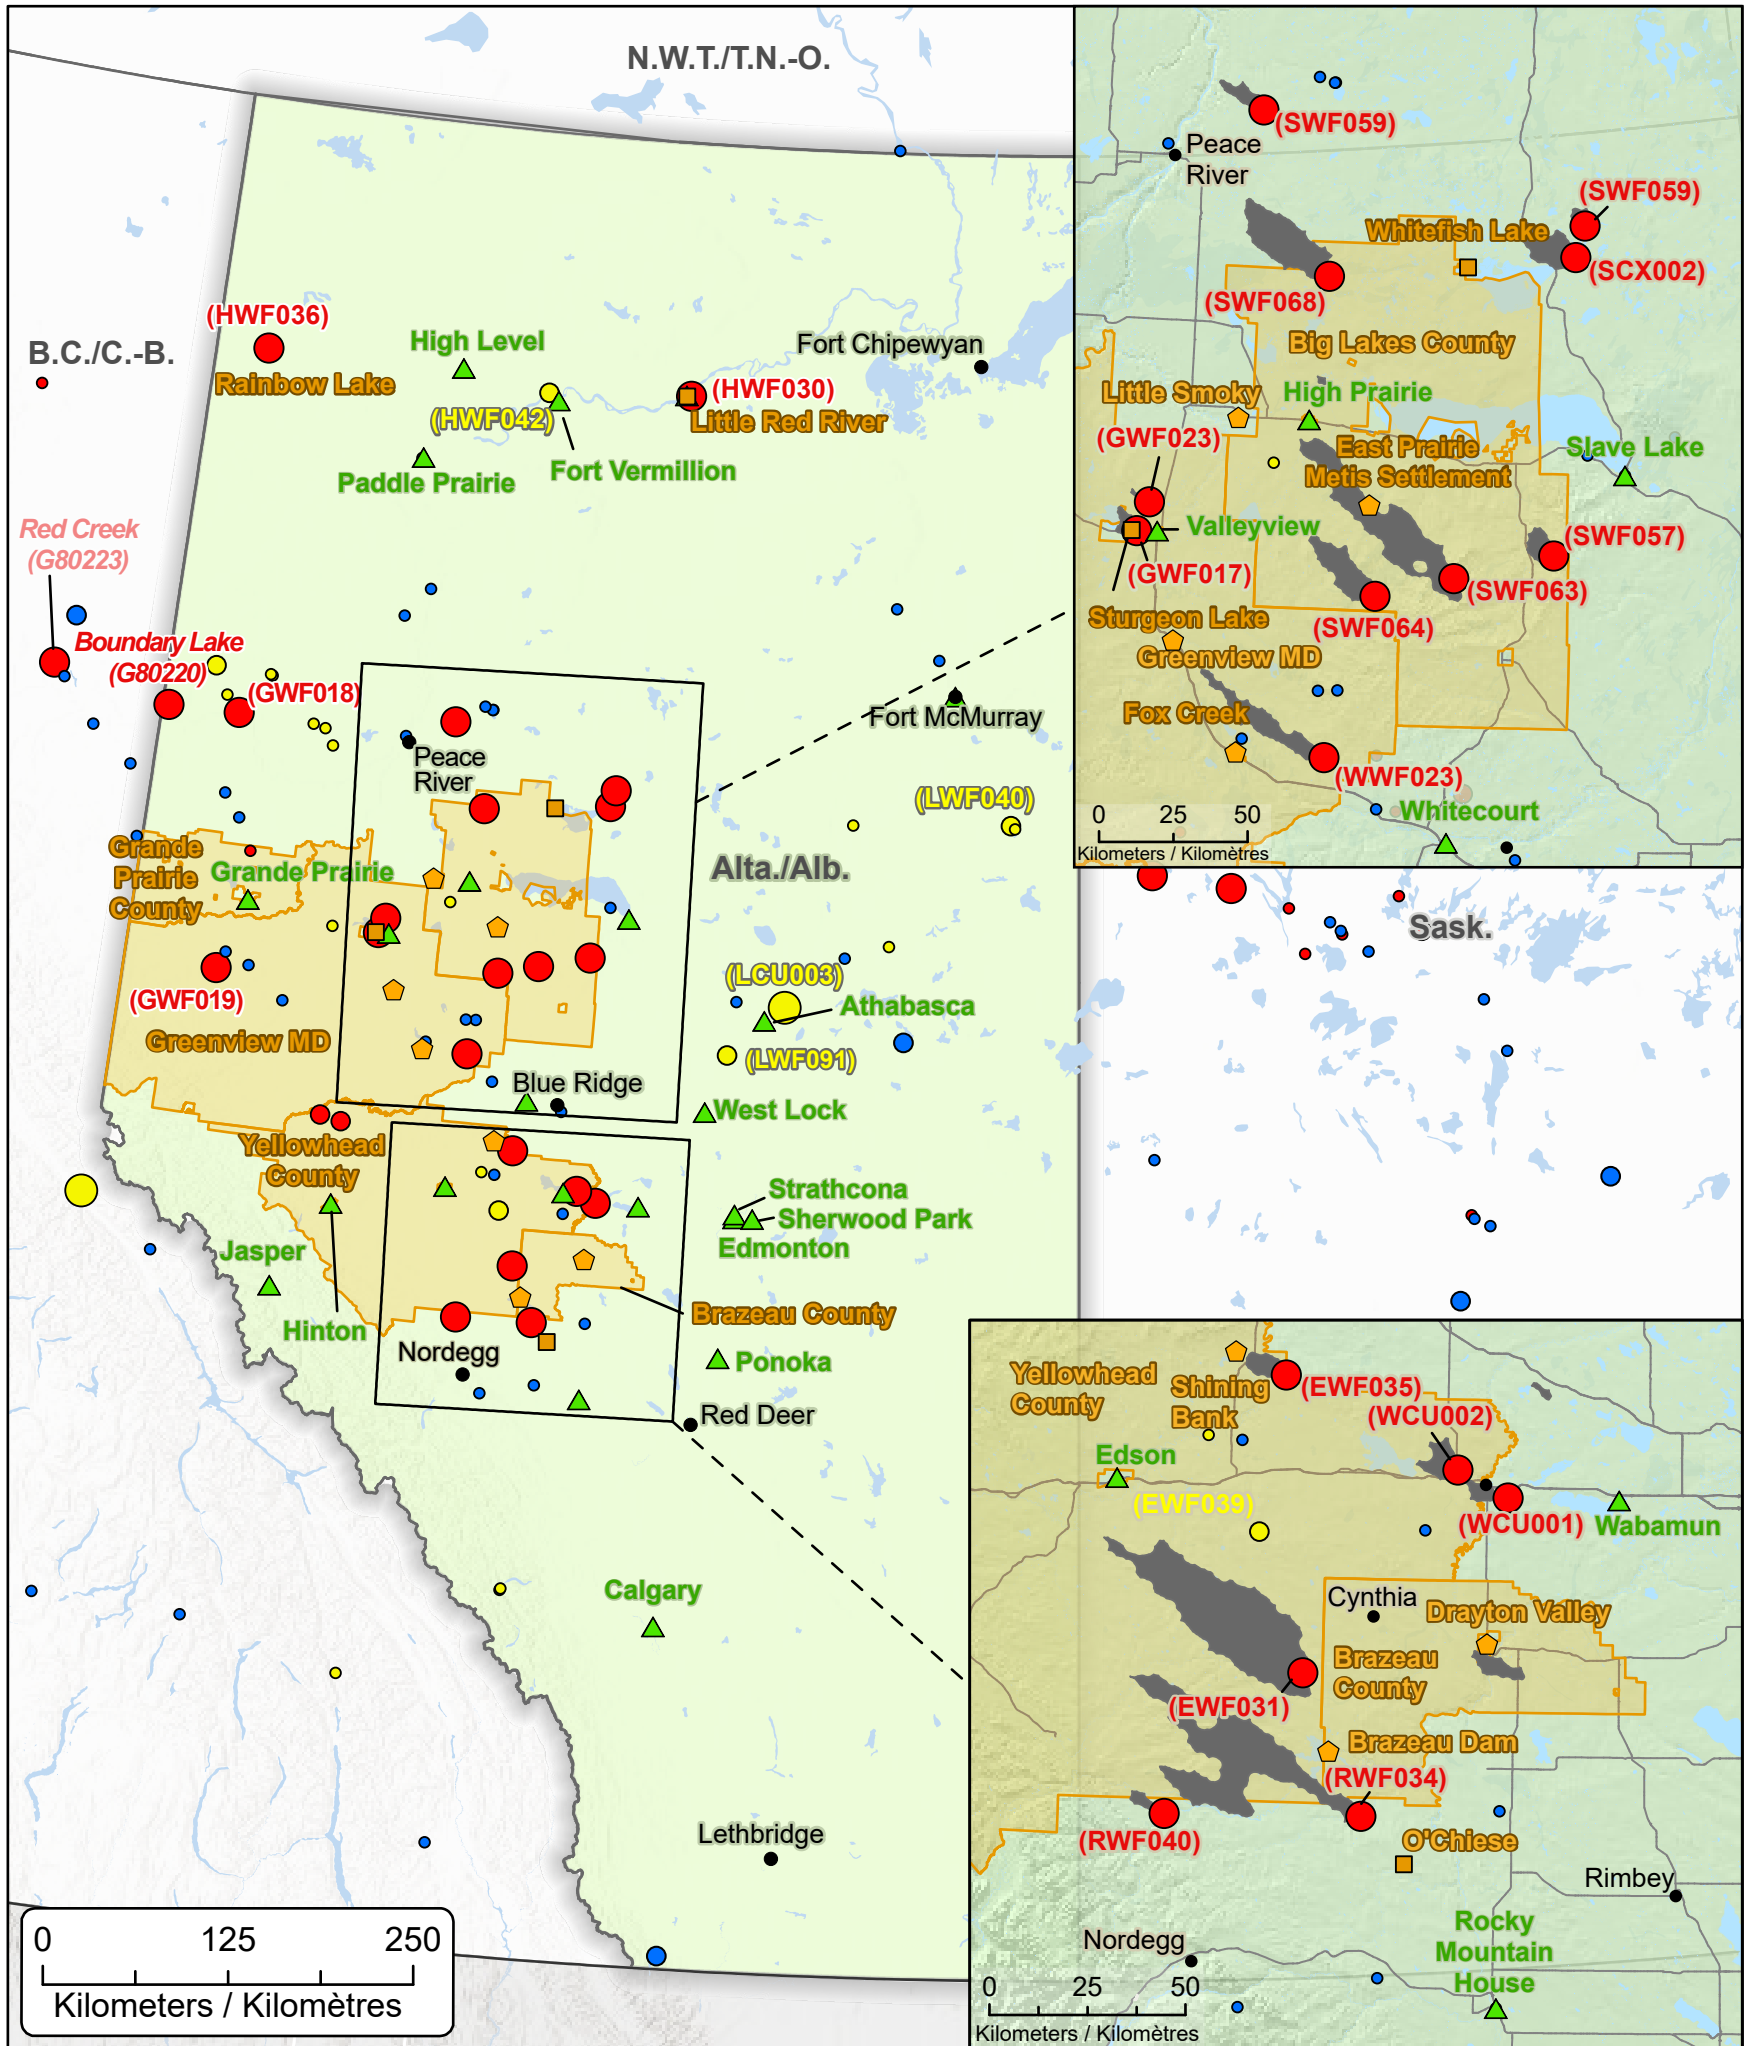 N.W.T./T.N.-O.
B.C./C.-B.
(HWF036)
Rainbow Lake
High Level
(HWF042)
Fort Vermillion
Paddle Prairie
Fort Chipewyan
(HWF030)
Little Red River
Red Creek
(G80223)
Boundary Lake
(G80220)
(GWF018)
Peace
River
Fort McMurray
(LWF040)
Alta./Alb.
Grande
Prairie
County
Grande Prairie
(GWF019)
Greenview MD
(LCU003)
Athabasca
(LWF091)
Blue Ridge
West Lock
Yellowhead
County
Strathcona
Sherwood Park
Edmonton
Jasper
Hinton
Brazeau County
Nordegg
Ponoka
Red Deer
Calgary
Lethbridge
Sask.
0 125 250
Kilometers / Kilomètres
(SWF059)
Peace
River
(SWF059)
Whitefish Lake
(SCX002)
(SWF068)
Big Lakes County
Little Smoky
High Prairie
(GWF023)
East Prairie
Metis Settlement
Slave Lake
Valleyview
(SWF057)
(GWF017)
(SWF063)
Sturgeon Lake
(SWF064)
Greenview MD
Fox Creek
(WWF023)
Whitecourt
0 25 50
Kilometers / Kilomètres
Yellowhead
County
Shining
Bank
(EWF035)
(WCU002)
Edson
(EWF039)
(WCU001)
Wabamun
Cynthia
Drayton Valley
Brazeau
County
(EWF031)
Brazeau Dam
(RWF034)
(RWF040)
O'Chiese
Rimbey
Rocky
Mountain
House
Nordegg
0 25 50
Kilometers / Kilomètres